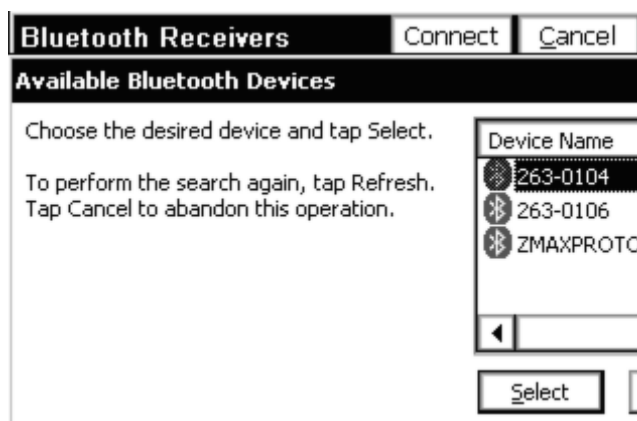 Bluetooth Receivers Connect Cancel
Available Bluetooth Devices
Choose the desired device and tap Select.
To perform the search again, tap Refresh.
Tap Cancel to abandon this operation.
Device Name
263-0104
263-0106
ZMAXPROTO
Select